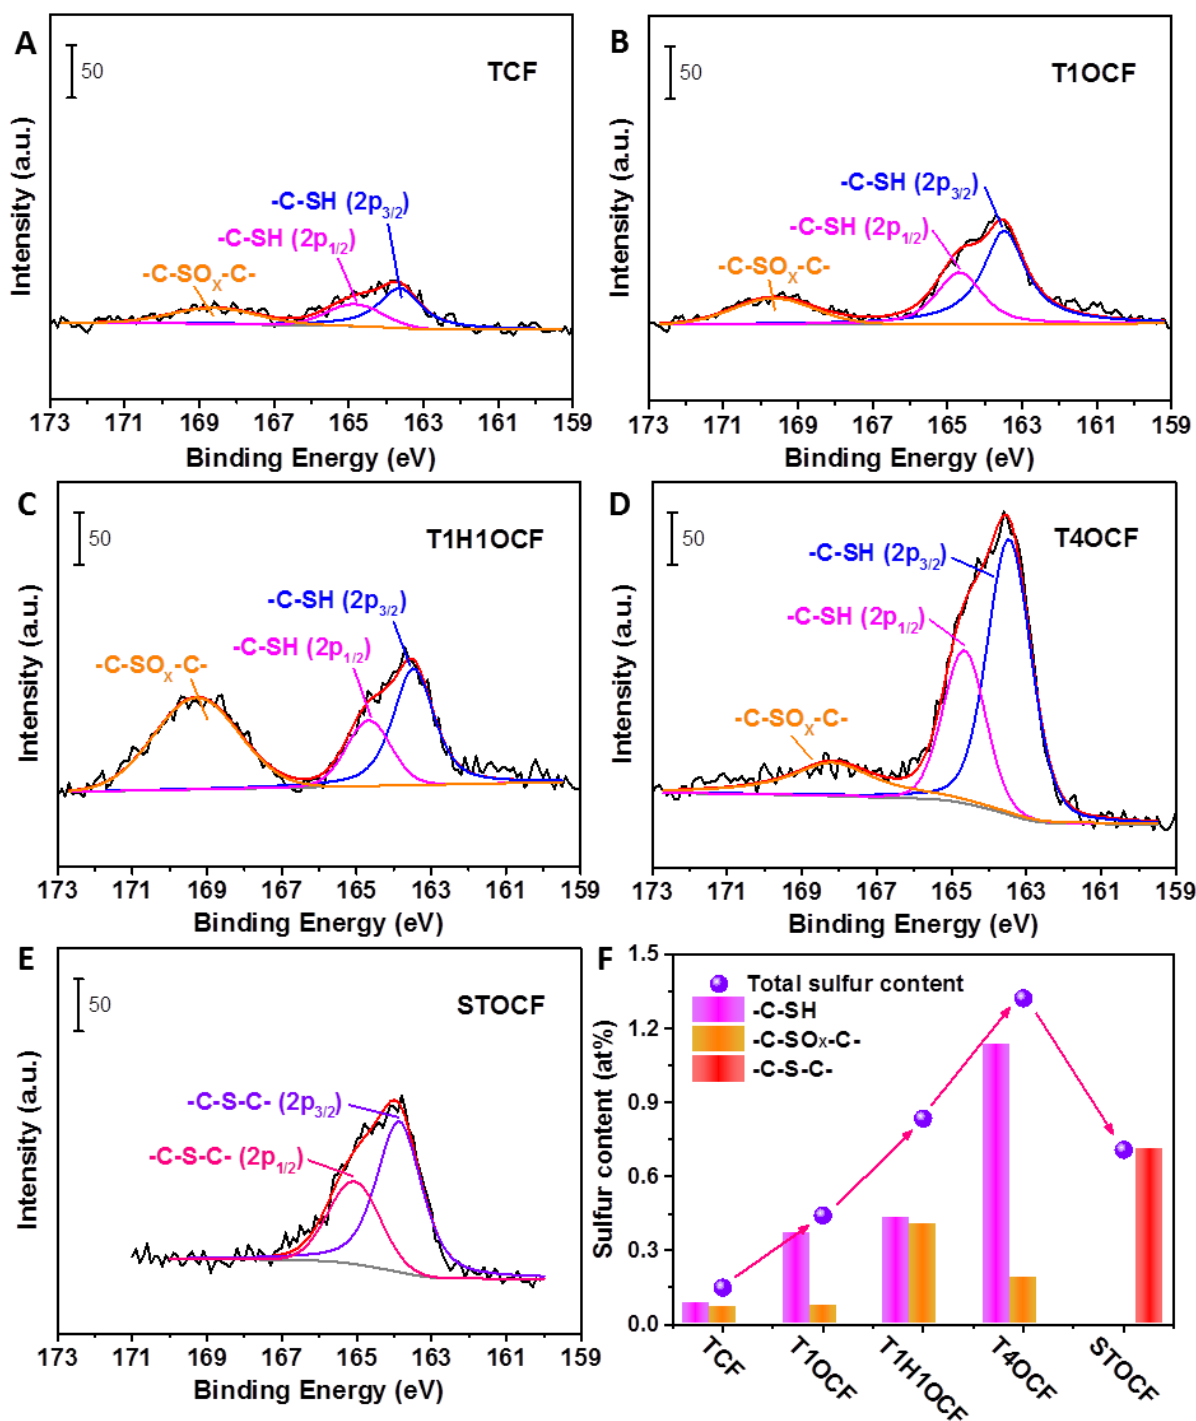 A
50
TCF
-C-SH (2p3/2)
-C-SH (2p1/2)
-C-SOX-C-
Intensity (a.u.)
173 171 169 167 165 163 161 159
Binding Energy (eV)
B
50
T1OCF
-C-SH (2p3/2)
-C-SH (2p1/2)
-C-SOX-C-
Intensity (a.u.)
173 171 169 167 165 163 161 159
Binding Energy (eV)
C
50
T1H1OCF
-C-SH (2p3/2)
-C-SH (2p1/2)
-C-SOX-C-
Intensity (a.u.)
173 171 169 167 165 163 161 159
Binding Energy (eV)
D
50
T4OCF
-C-SH (2p3/2)
-C-SH (2p1/2)
-C-SOX-C-
Intensity (a.u.)
173 171 169 167 165 163 161 159
Binding Energy (eV)
E
50
STOCF
-C-S-C- (2p3/2)
-C-S-C- (2p1/2)
Intensity (a.u.)
173 171 169 167 165 163 161 159
Binding Energy (eV)
F
Total sulfur content
-C-SH
-C-SOX-C-
-C-S-C-
Sulfur content (at%)
1.5
1.2
0.9
0.6
0.3
0.0
TCF
T1OCF
T1H1OCF
T4OCF
STOCF